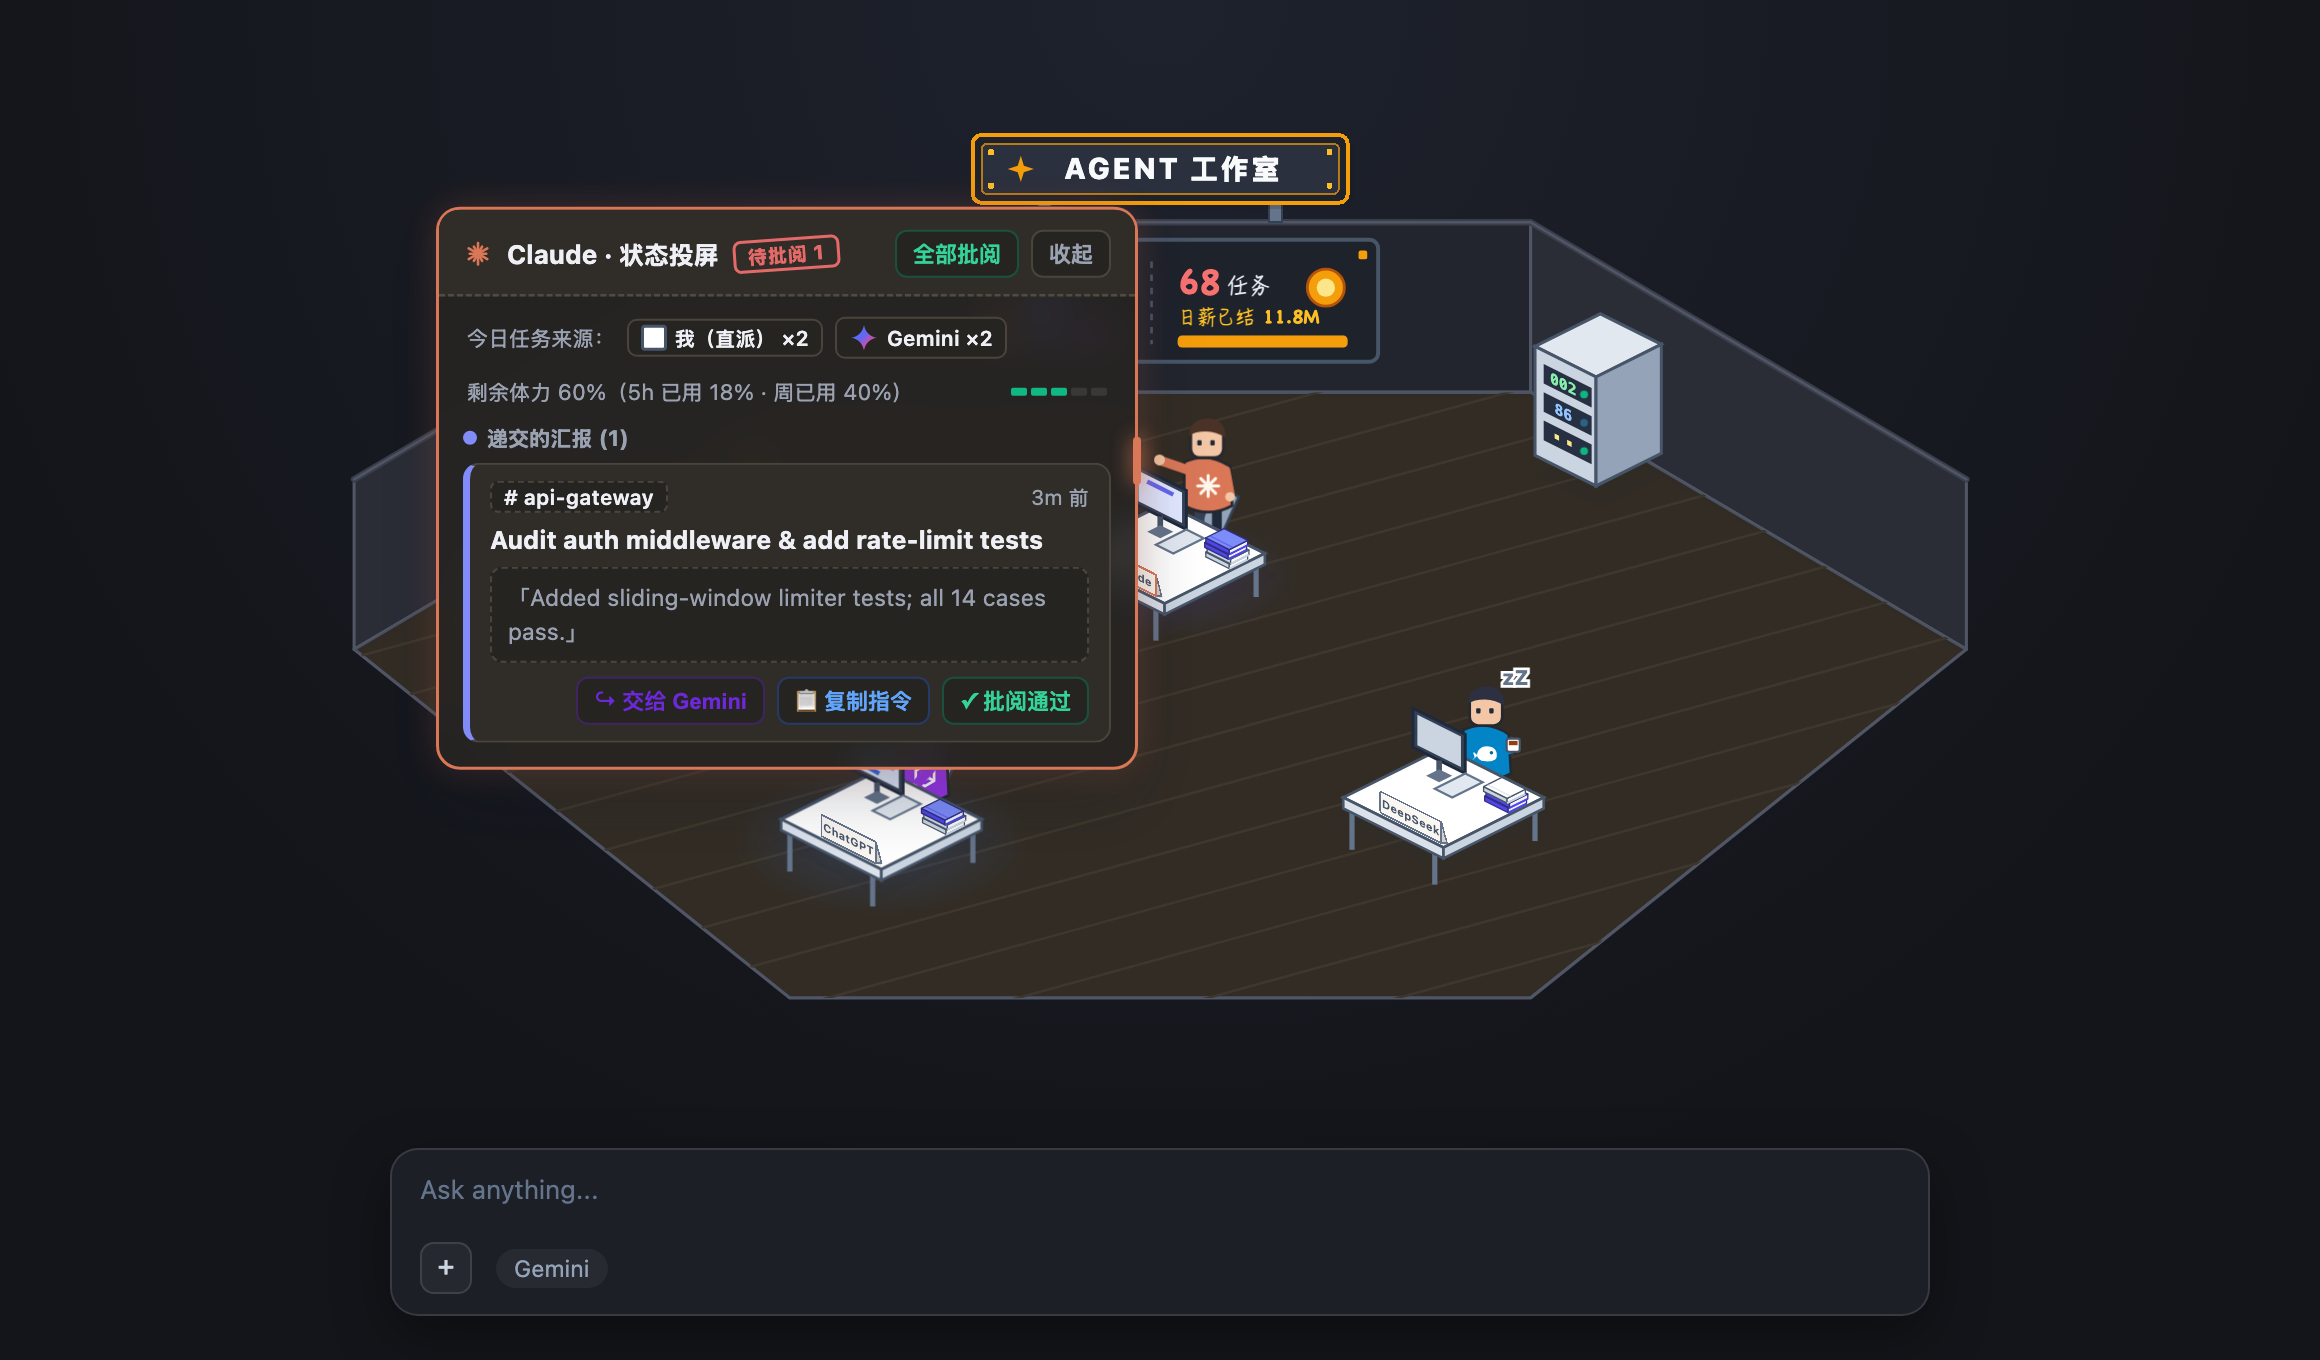 AGENT 工作室
Claude · 状态投屏
待批阅 1
全部批阅
收起
今日任务来源：
我（直派） ×2
Gemini ×2
剩余体力 60%（5h 已用 18% · 周已用 40%）
递交的汇报 (1)
# api-gateway
3m 前
Audit auth middleware & add rate-limit tests
「Added sliding-window limiter tests; all 14 cases
pass.」
↪ 交给 Gemini
复制指令
✓批阅通过
68 任务
日薪已结 11.8M
002
86
de
zZ
ChatGPT
DeepSeek
Ask anything...
+
Gemini